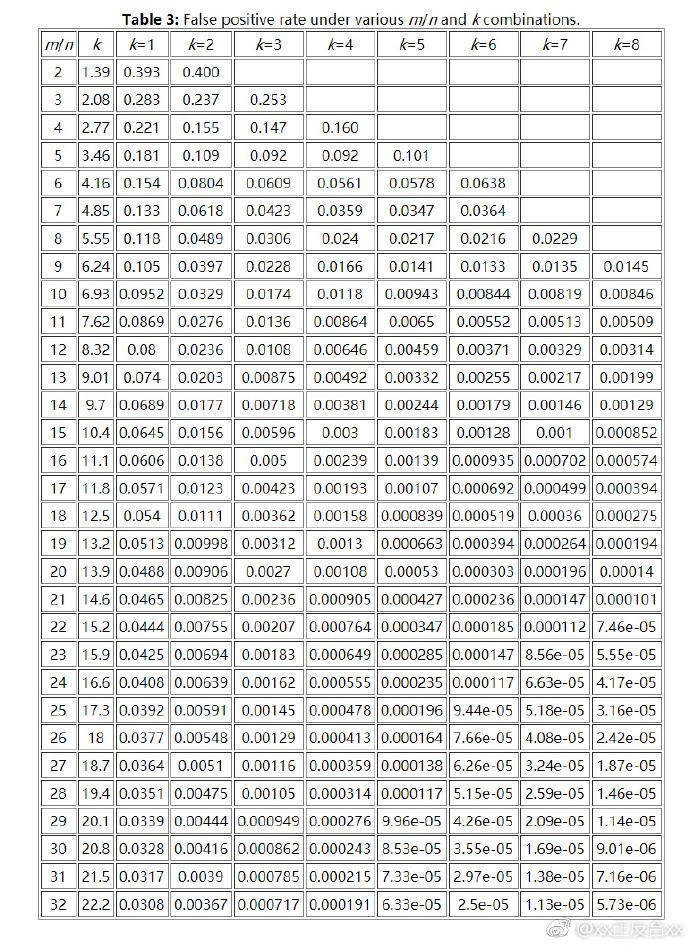 Table 3: False positive rate under various m/n and k combinations.
m/n k k=1 k=2 k=3 k=4 k=5 k=6 k=7 k=8
2 1.39 0.393 0.400
3 2.08 0.283 0.237 0.253
4 2.77 0.221 0.155 0.147 0.160
5 3.46 0.181 0.109 0.092 0.092 0.101
6 4.16 0.154 0.0804 0.0609 0.0561 0.0578 0.0638
7 4.85 0.133 0.0618 0.0423 0.0359 0.0347 0.0364
8 5.55 0.118 0.0489 0.0306 0.024 0.0217 0.0216 0.0229
9 6.24 0.105 0.0397 0.0228 0.0166 0.0141 0.0133 0.0135 0.0145
10 6.93 0.0952 0.0329 0.0174 0.0118 0.00943 0.00844 0.00819 0.00846
11 7.62 0.0869 0.0276 0.0136 0.00864 0.0065 0.00552 0.00513 0.00509
12 8.32 0.08 0.0236 0.0108 0.00646 0.00459 0.00371 0.00329 0.00314
13 9.01 0.074 0.0203 0.00875 0.00492 0.00332 0.00255 0.00217 0.00199
14 9.7 0.0689 0.0177 0.00718 0.00381 0.00244 0.00179 0.00146 0.00129
15 10.4 0.0645 0.0156 0.00596 0.003 0.00183 0.00128 0.001 0.000852
16 11.1 0.0606 0.0138 0.005 0.00239 0.00139 0.000935 0.000702 0.000574
17 11.8 0.0571 0.0123 0.00423 0.00193 0.00107 0.000692 0.000499 0.000394
18 12.5 0.054 0.0111 0.00362 0.00158 0.000839 0.000519 0.00036 0.000275
19 13.2 0.0513 0.00998 0.00312 0.0013 0.000663 0.000394 0.000264 0.000194
20 13.9 0.0488 0.00906 0.0027 0.00108 0.00053 0.000303 0.000196 0.00014
21 14.6 0.0465 0.00825 0.00236 0.000905 0.000427 0.000236 0.000147 0.000101
22 15.2 0.0444 0.00755 0.00207 0.000764 0.000347 0.000185 0.000112 7.46e-05
23 15.9 0.0425 0.00694 0.00183 0.000649 0.000285 0.000147 8.56e-05 5.55e-05
24 16.6 0.0408 0.00639 0.00162 0.000555 0.000235 0.000117 6.63e-05 4.17e-05
25 17.3 0.0392 0.00591 0.00145 0.000478 0.000196 9.44e-05 5.18e-05 3.16e-05
26 18 0.0377 0.00548 0.00129 0.000413 0.000164 7.66e-05 4.08e-05 2.42e-05
27 18.7 0.0364 0.0051 0.00116 0.000359 0.000138 6.26e-05 3.24e-05 1.87e-05
28 19.4 0.0351 0.00475 0.00105 0.000314 0.000117 5.15e-05 2.59e-05 1.46e-05
29 20.1 0.0339 0.00444 0.000949 0.000276 9.96e-05 4.26e-05 2.09e-05 1.14e-05
30 20.8 0.0328 0.00416 0.000862 0.000243 8.53e-05 3.55e-05 1.69e-05 9.01e-06
31 21.5 0.0317 0.0039 0.000785 0.000215 7.33e-05 2.97e-05 1.38e-05 7.16e-06
32 22.2 0.0308 0.00367 0.000717 0.000191 6.33e-05 2.5e-05 1.13e-05 5.73e-06
@xx正反合xx